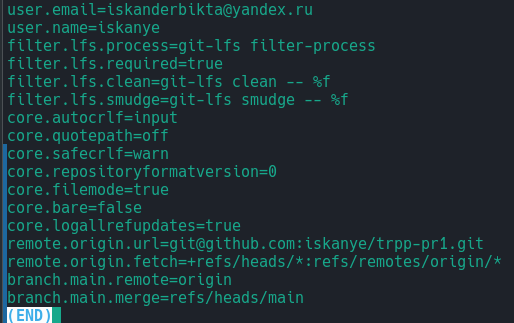 user.email=iskanderbikta@yandex.ru
user.name=iskanye
filter.lfs.process=git-lfs filter-process
filter.lfs.required=true
filter.lfs.clean=git-lfs clean -- %f
filter.lfs.smudge=git-lfs smudge -- %f
core.autocrlf=input
core.quotepath=off
core.safecrlf=warn
core.repositoryformatversion=0
core.filemode=true
core.bare=false
core.logallrefupdates=true
remote.origin.url=git@github.com:iskanye/trpp-pr1.git
remote.origin.fetch=+refs/heads/*:refs/remotes/origin/*
branch.main.remote=origin
branch.main.merge=refs/heads/main
(END)